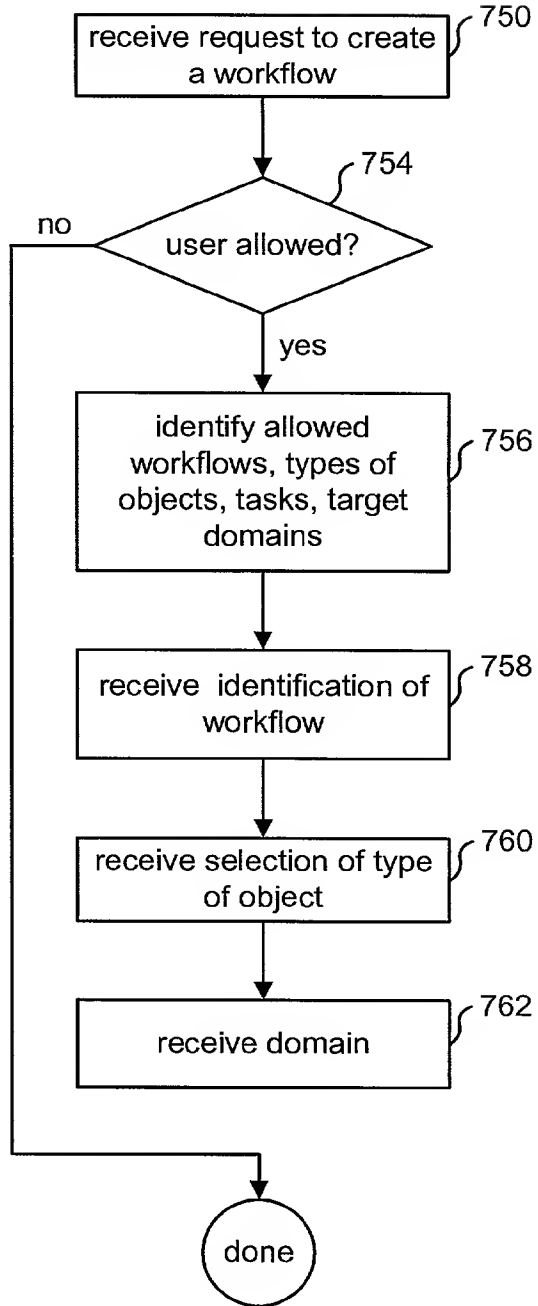 receive request to create
a workflow
750
754
no
user allowed?
yes
identify allowed
workflows, types of
objects, tasks, target
domains
756
receive identification of
workflow
758
receive selection of type
of object
760
receive domain
762
done